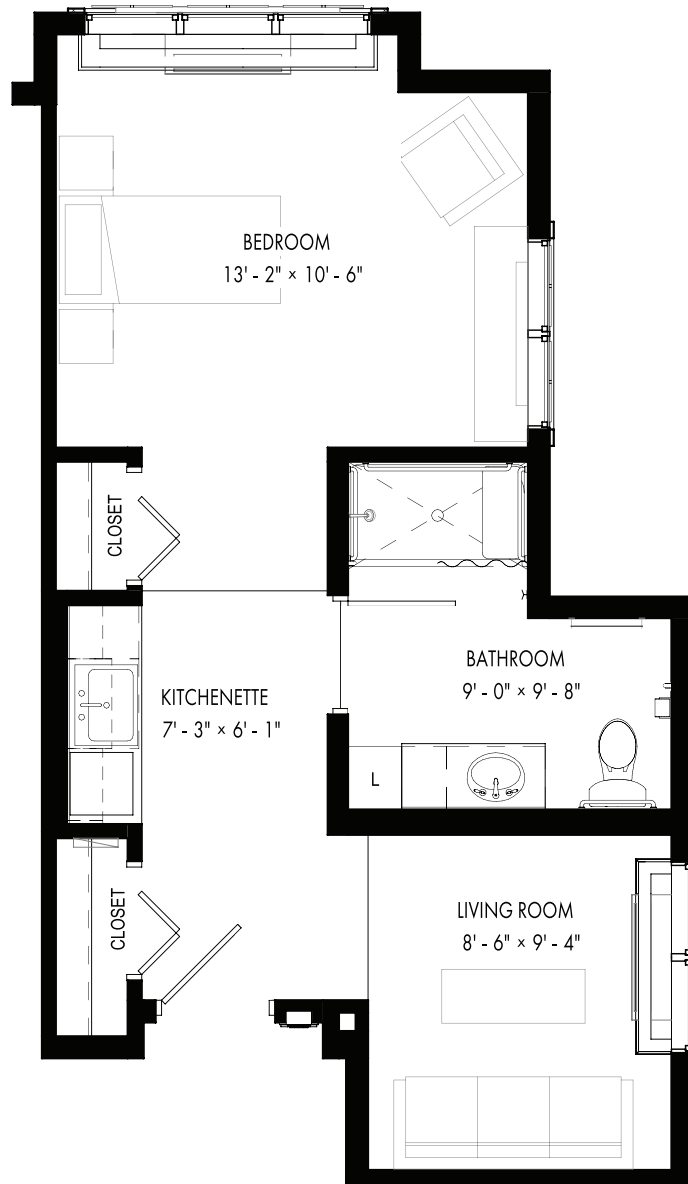 BEDROOM
13' - 2" × 10' - 6"
CLOSET
BATHROOM
9' - 0" × 9' - 8"
KITCHENETTE
7' - 3" × 6' - 1"
L
CLOSET
LIVING ROOM
8' - 6" × 9' - 4"